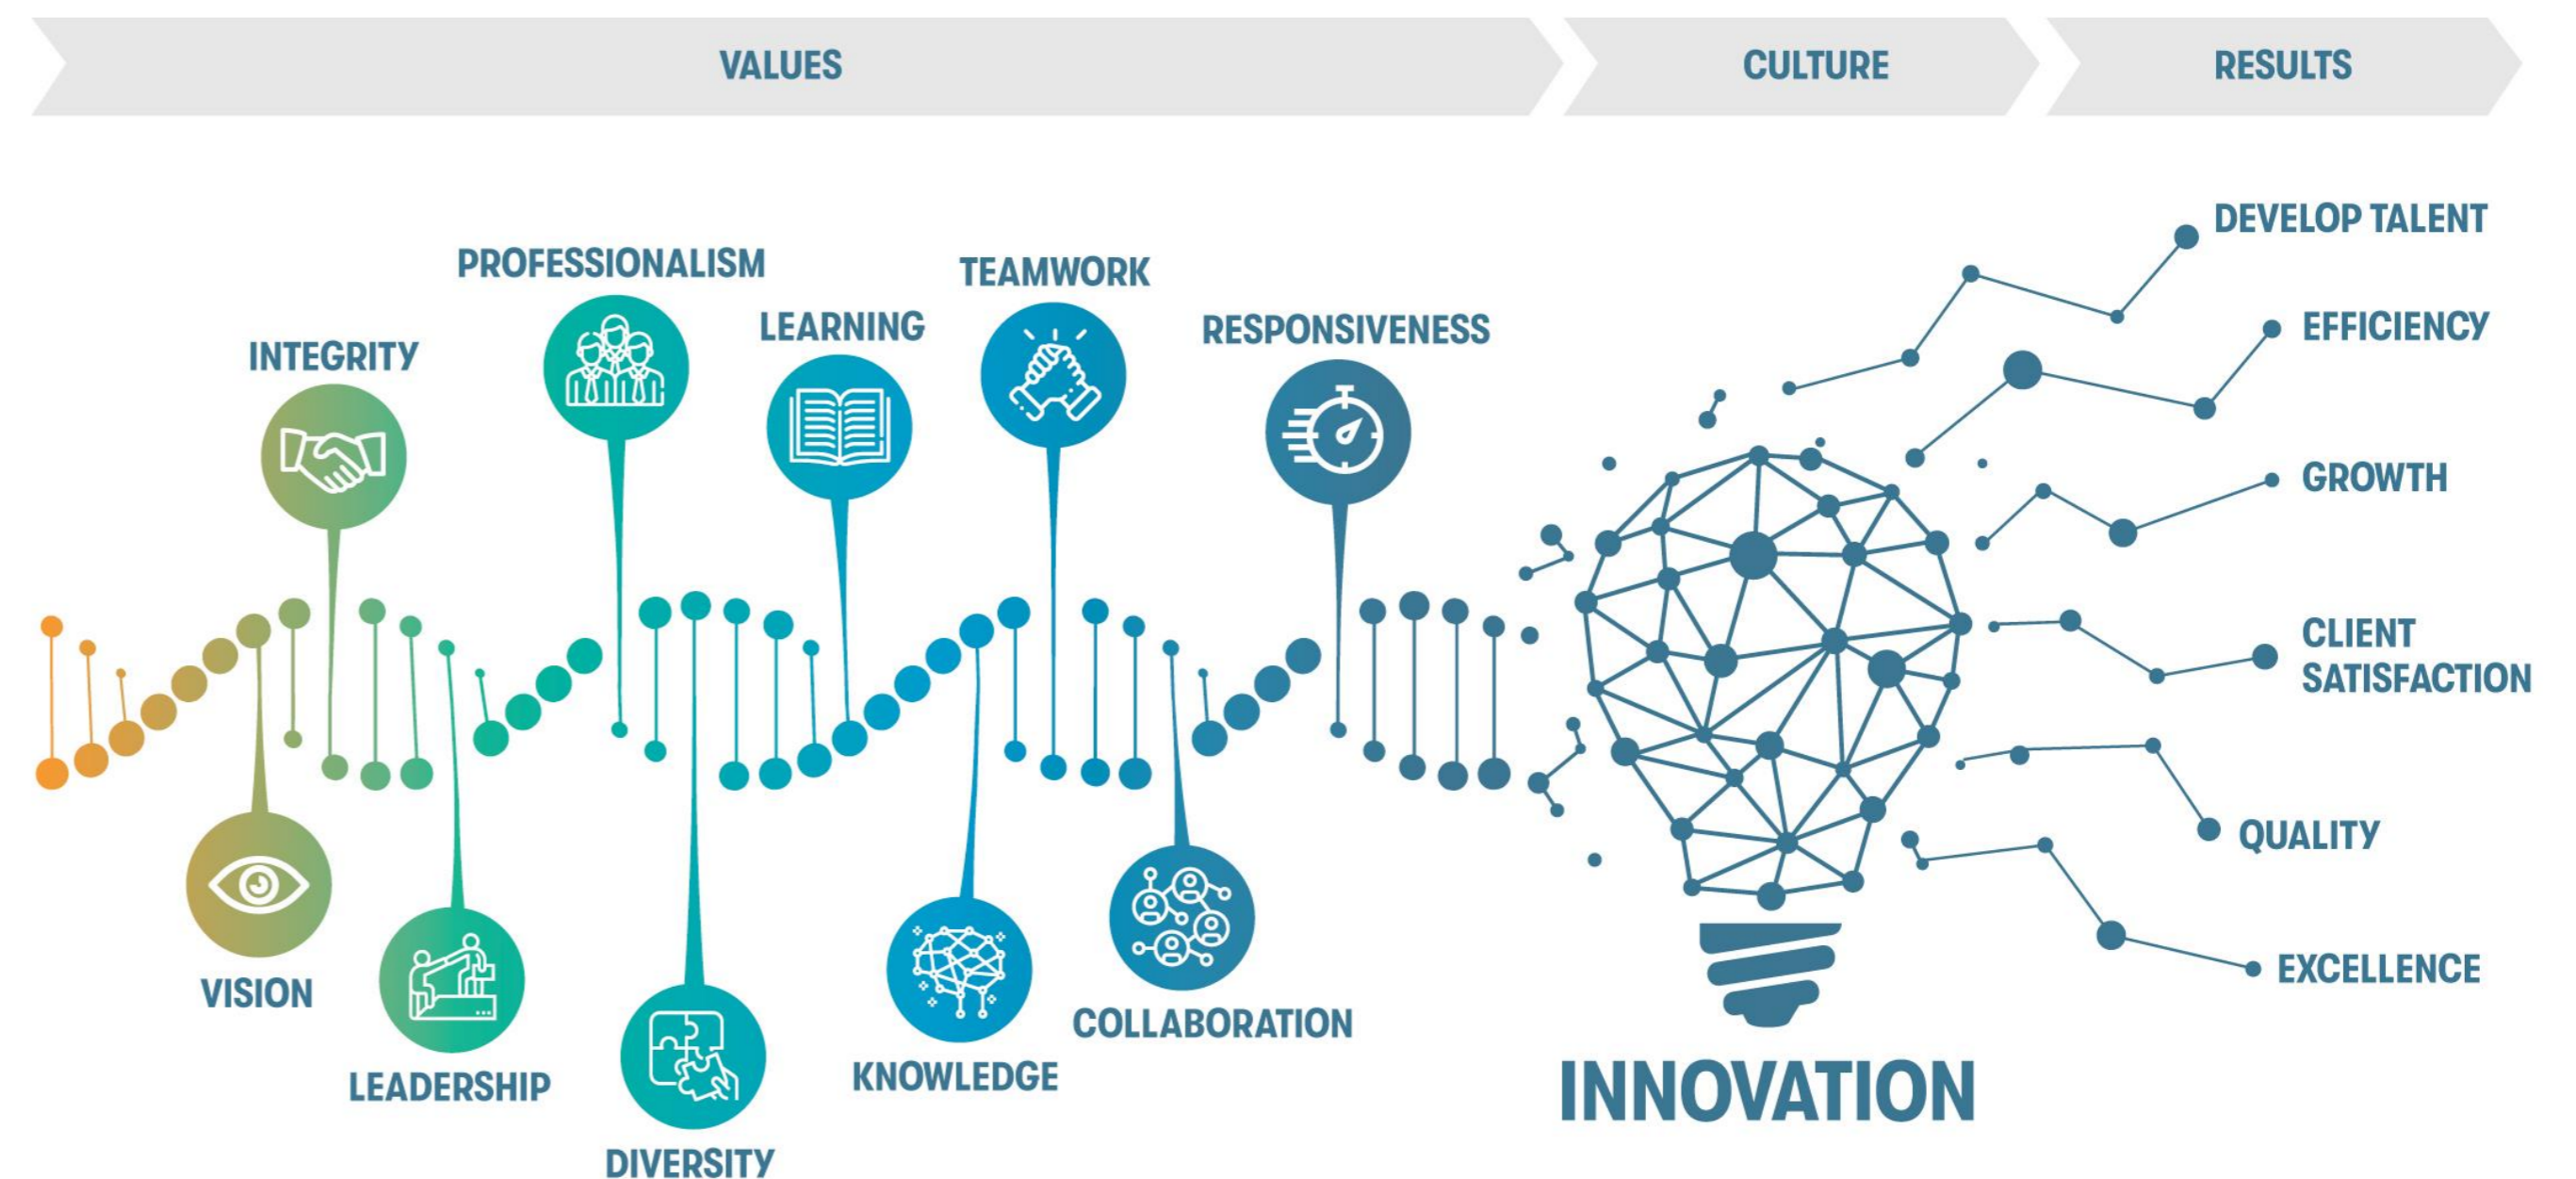 VALUES
CULTURE
RESULTS
VISION
INTEGRITY
LEADERSHIP
PROFESSIONALISM
DIVERSITY
LEARNING
KNOWLEDGE
TEAMWORK
COLLABORATION
RESPONSIVENESS
INNOVATION
DEVELOP TALENT
EFFICIENCY
GROWTH
CLIENT
SATISFACTION
QUALITY
EXCELLENCE